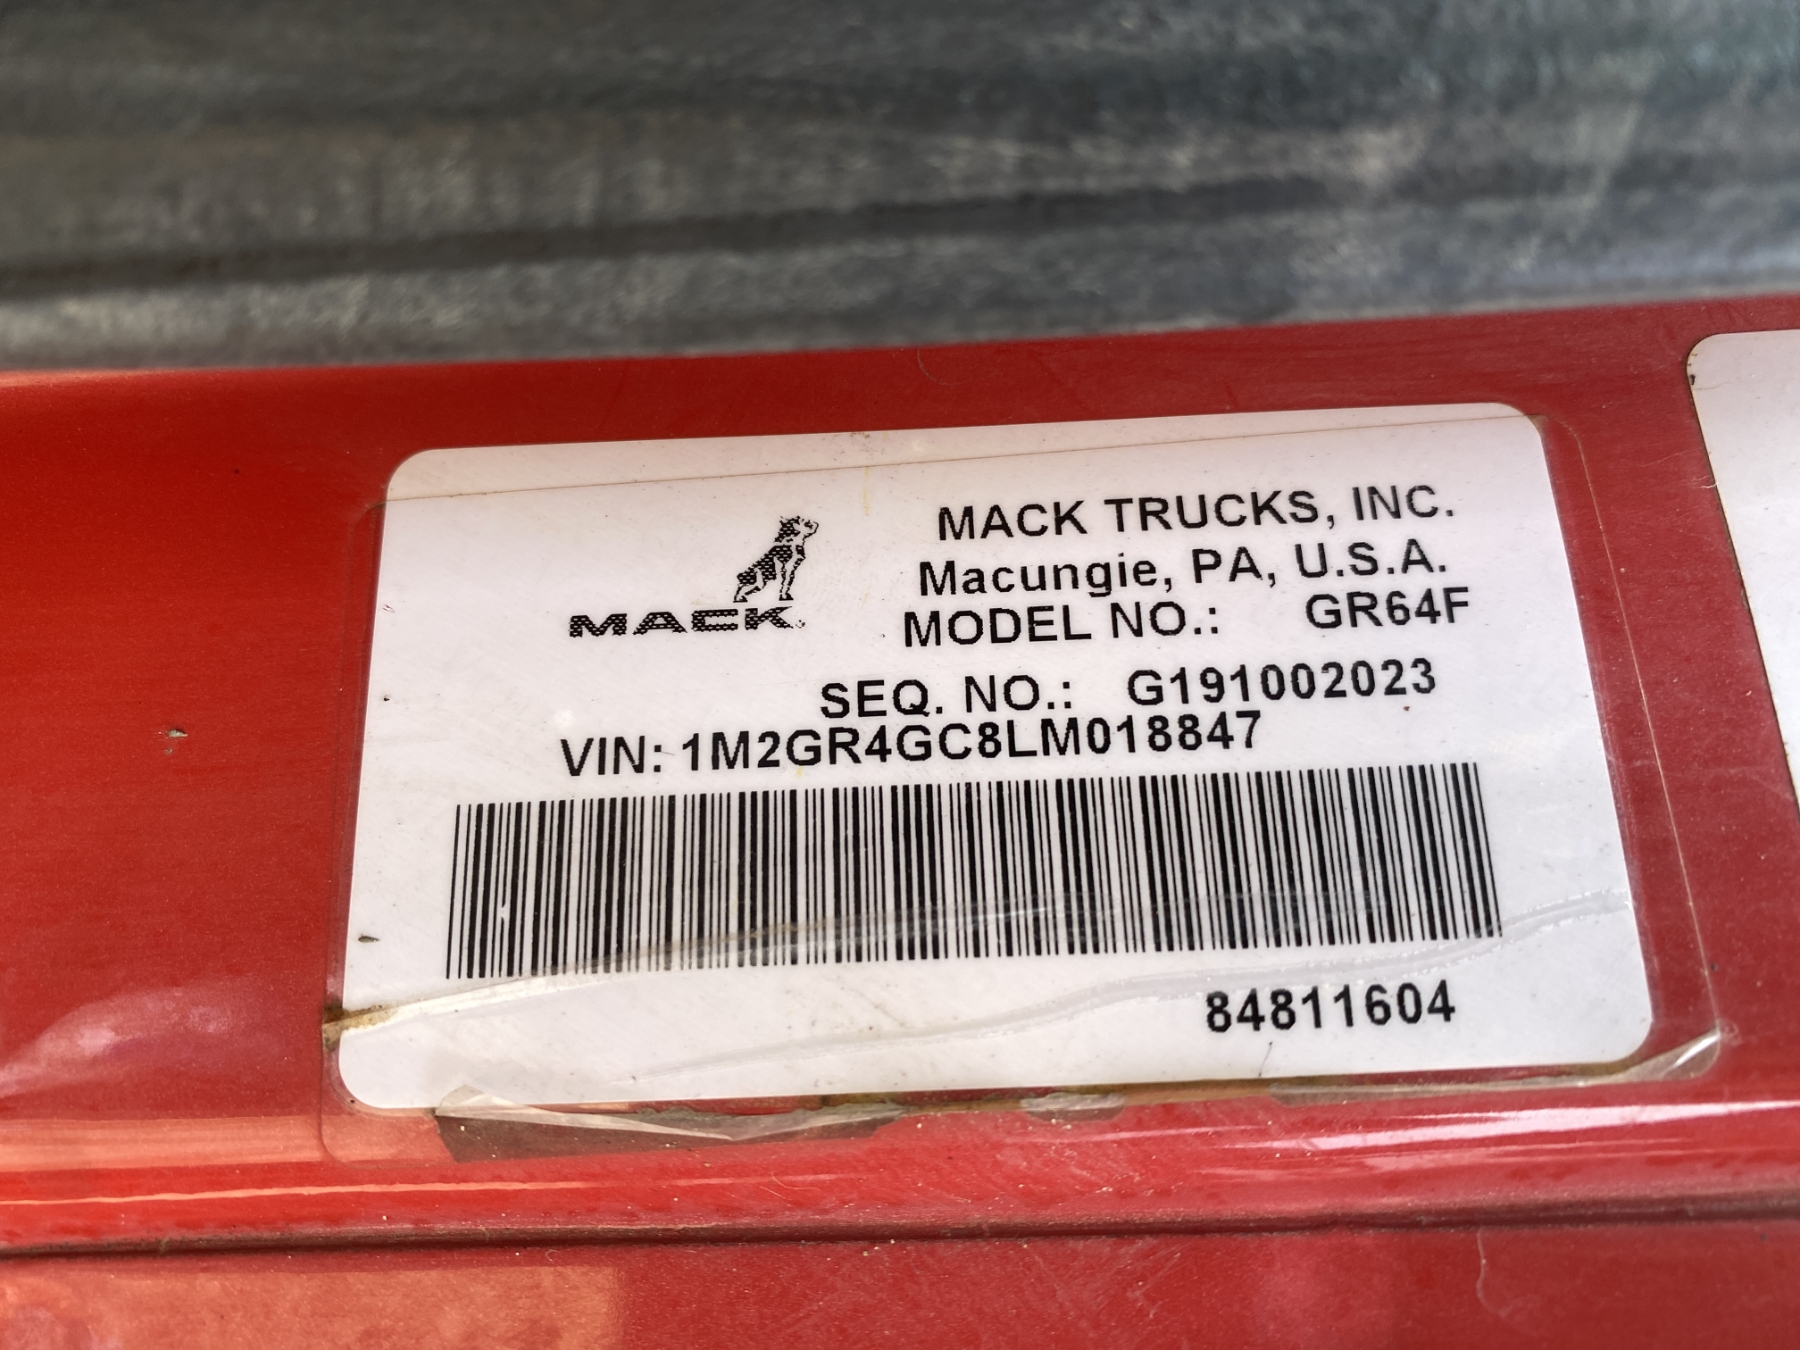 MACK TRUCKS, INC.
Macungie, PA, U.S.A.
MACK
MODEL NO.: GR64F
SEQ. NO.: G191002023
VIN: 1M2GR4GC8LM018847
84811604